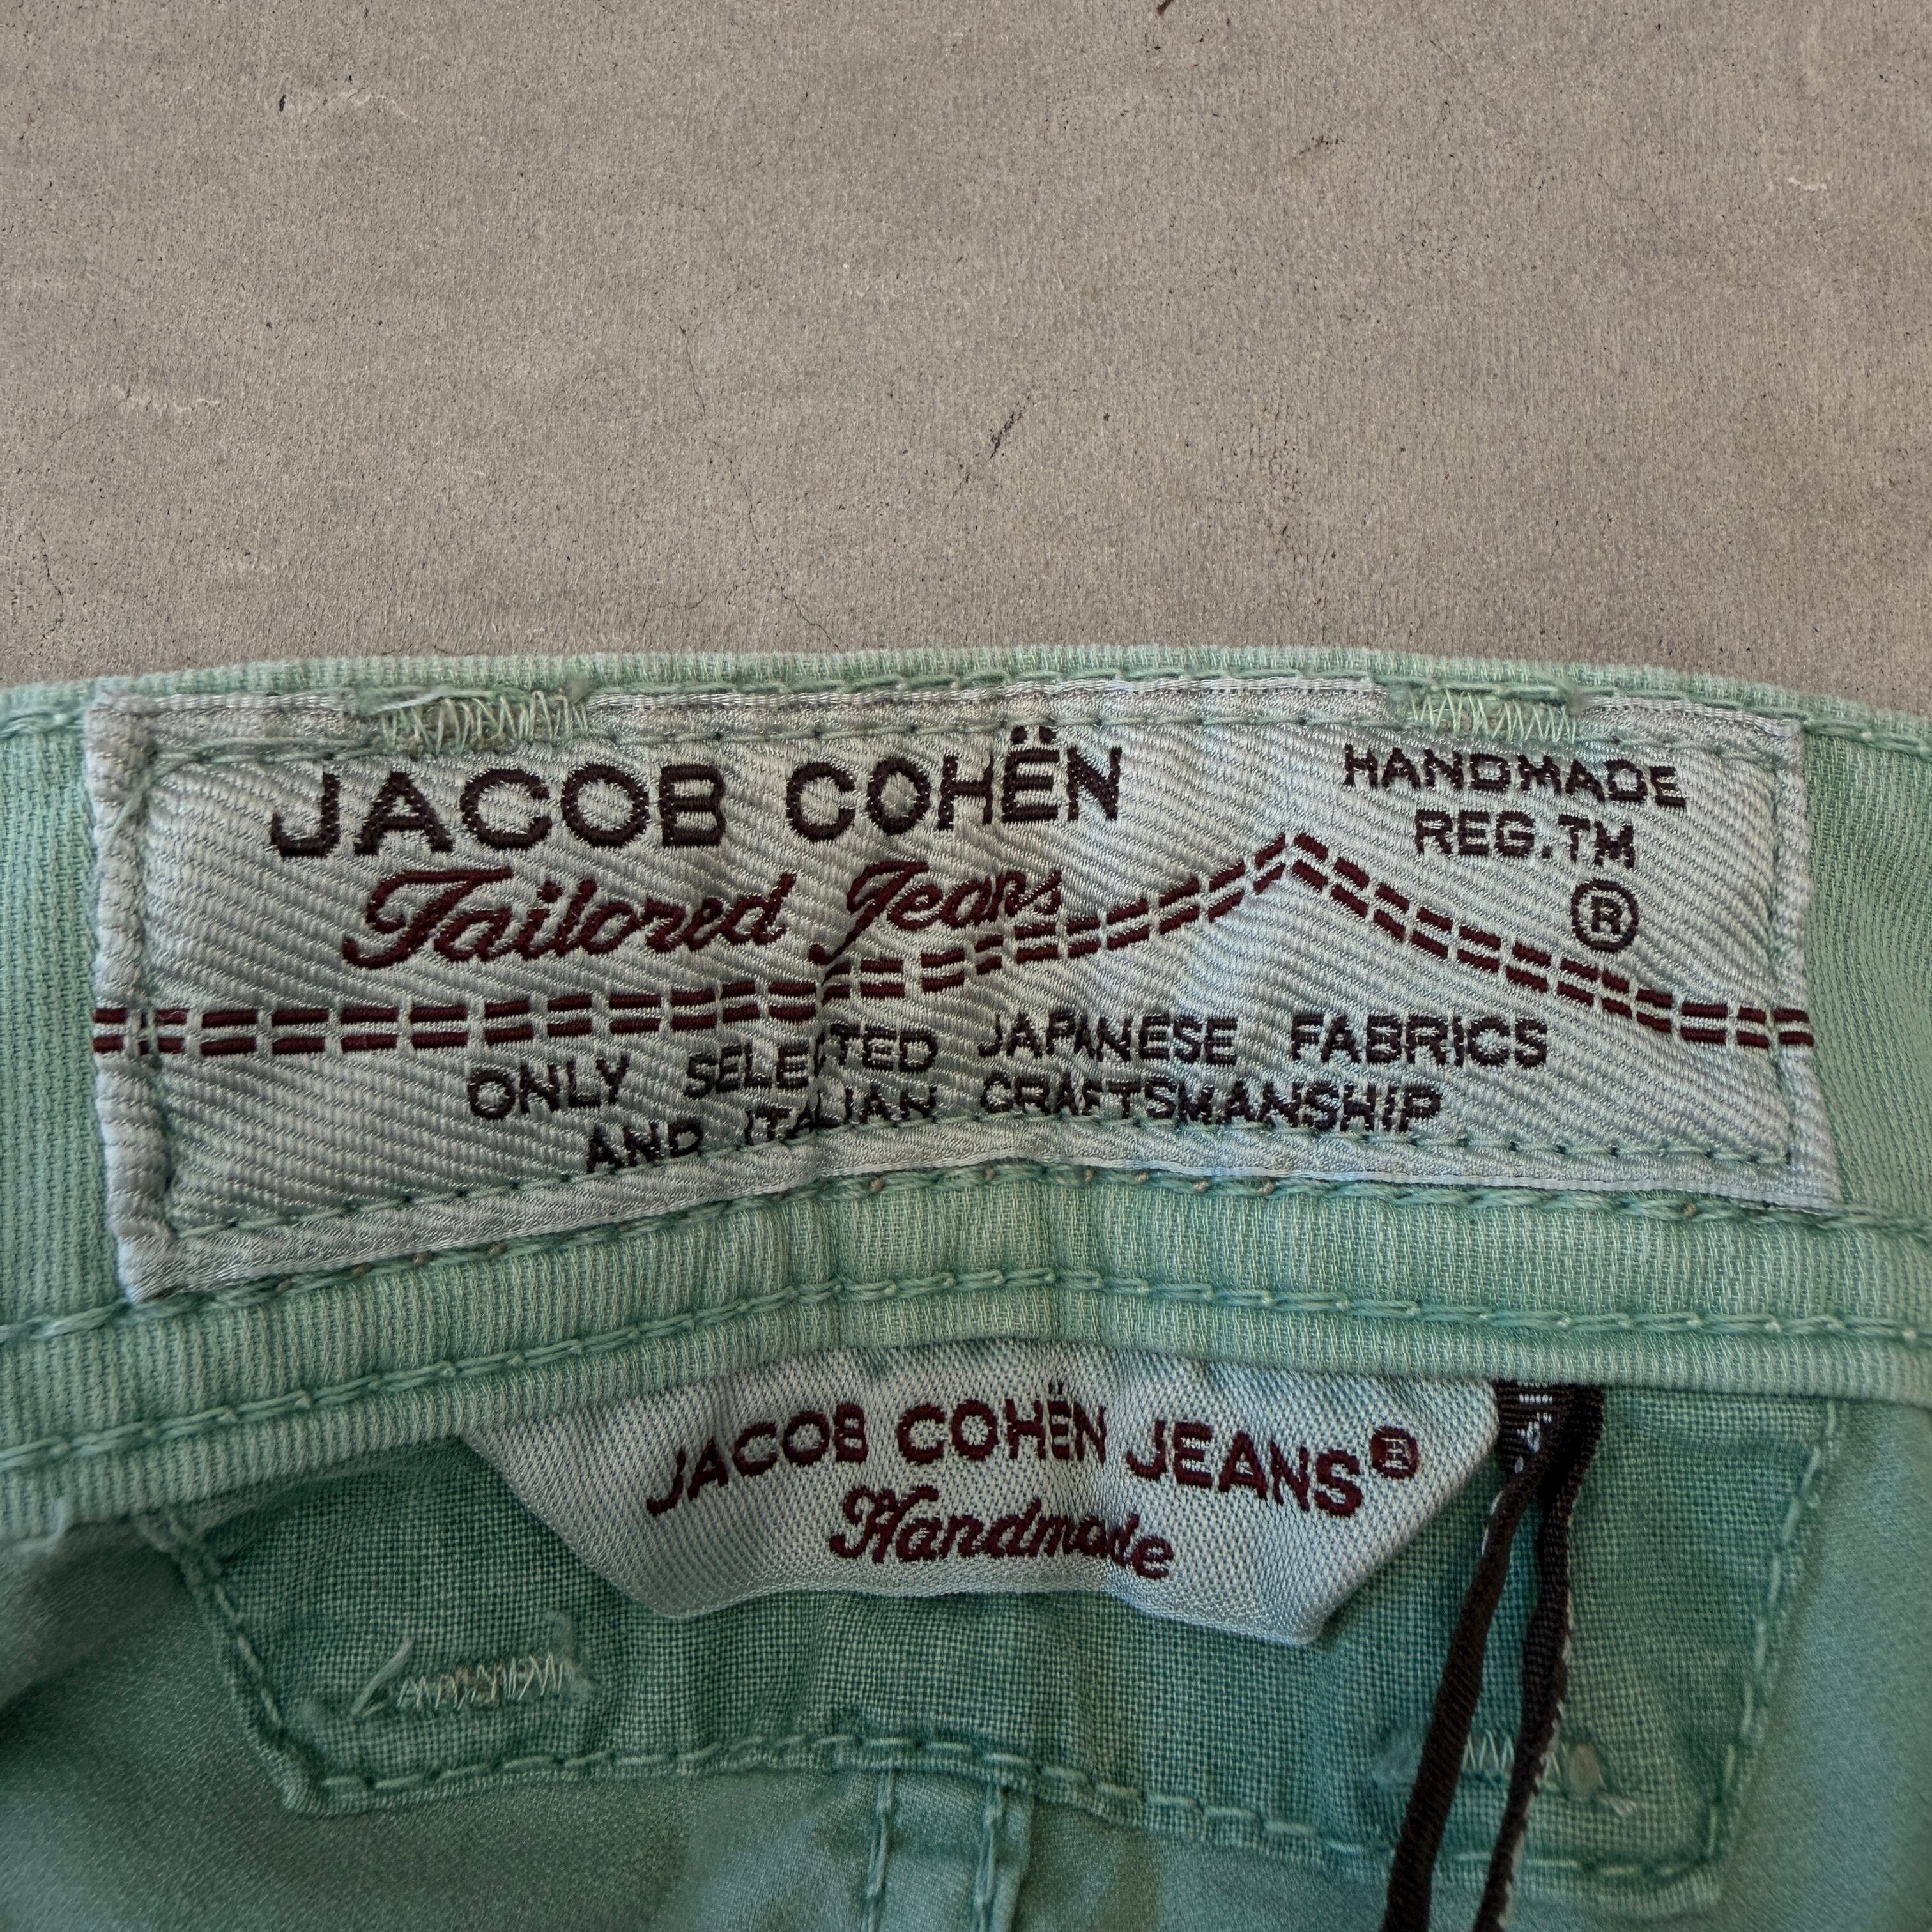 JACOB COHËN
Tailored Jeans
HANDMADE
REG.TM
®
ONLY SELECTED JAPANESE FABRICS
AND ITALIAN CRAFTSMANSHIP
JACOB COHËN JEANS®
Handmade